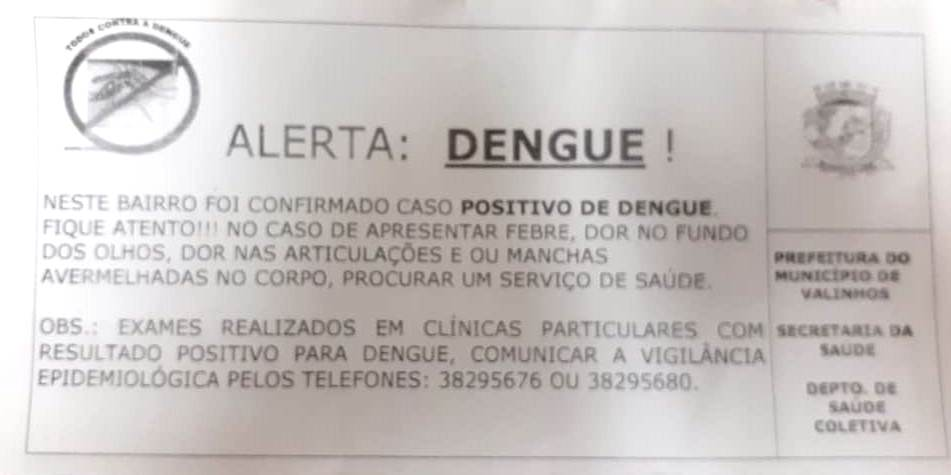 TODOS CONTRA A DENGUE
ALERTA: DENGUE !
NESTE BAIRRO FOI CONFIRMADO CASO POSITIVO DE DENGUE.
FIQUE ATENTO!!! NO CASO DE APRESENTAR FEBRE, DOR NO FUNDO
DOS OLHOS, DOR NAS ARTICULAÇÕES E OU MANCHAS
AVERMELHADAS NO CORPO, PROCURAR UM SERVIÇO DE SAÚDE.
OBS.: EXAMES REALIZADOS EM CLÍNICAS PARTICULARES COM
RESULTADO POSITIVO PARA DENGUE, COMUNICAR A VIGILÂNCIA
EPIDEMIOLÓGICA PELOS TELEFONES: 38295676 OU 38295680.
PREFEITURA DO
MUNICÍPIO DE
VALINHOS
SECRETARIA DA
SAÚDE
DEPTO. DE
SAÚDE
COLETIVA